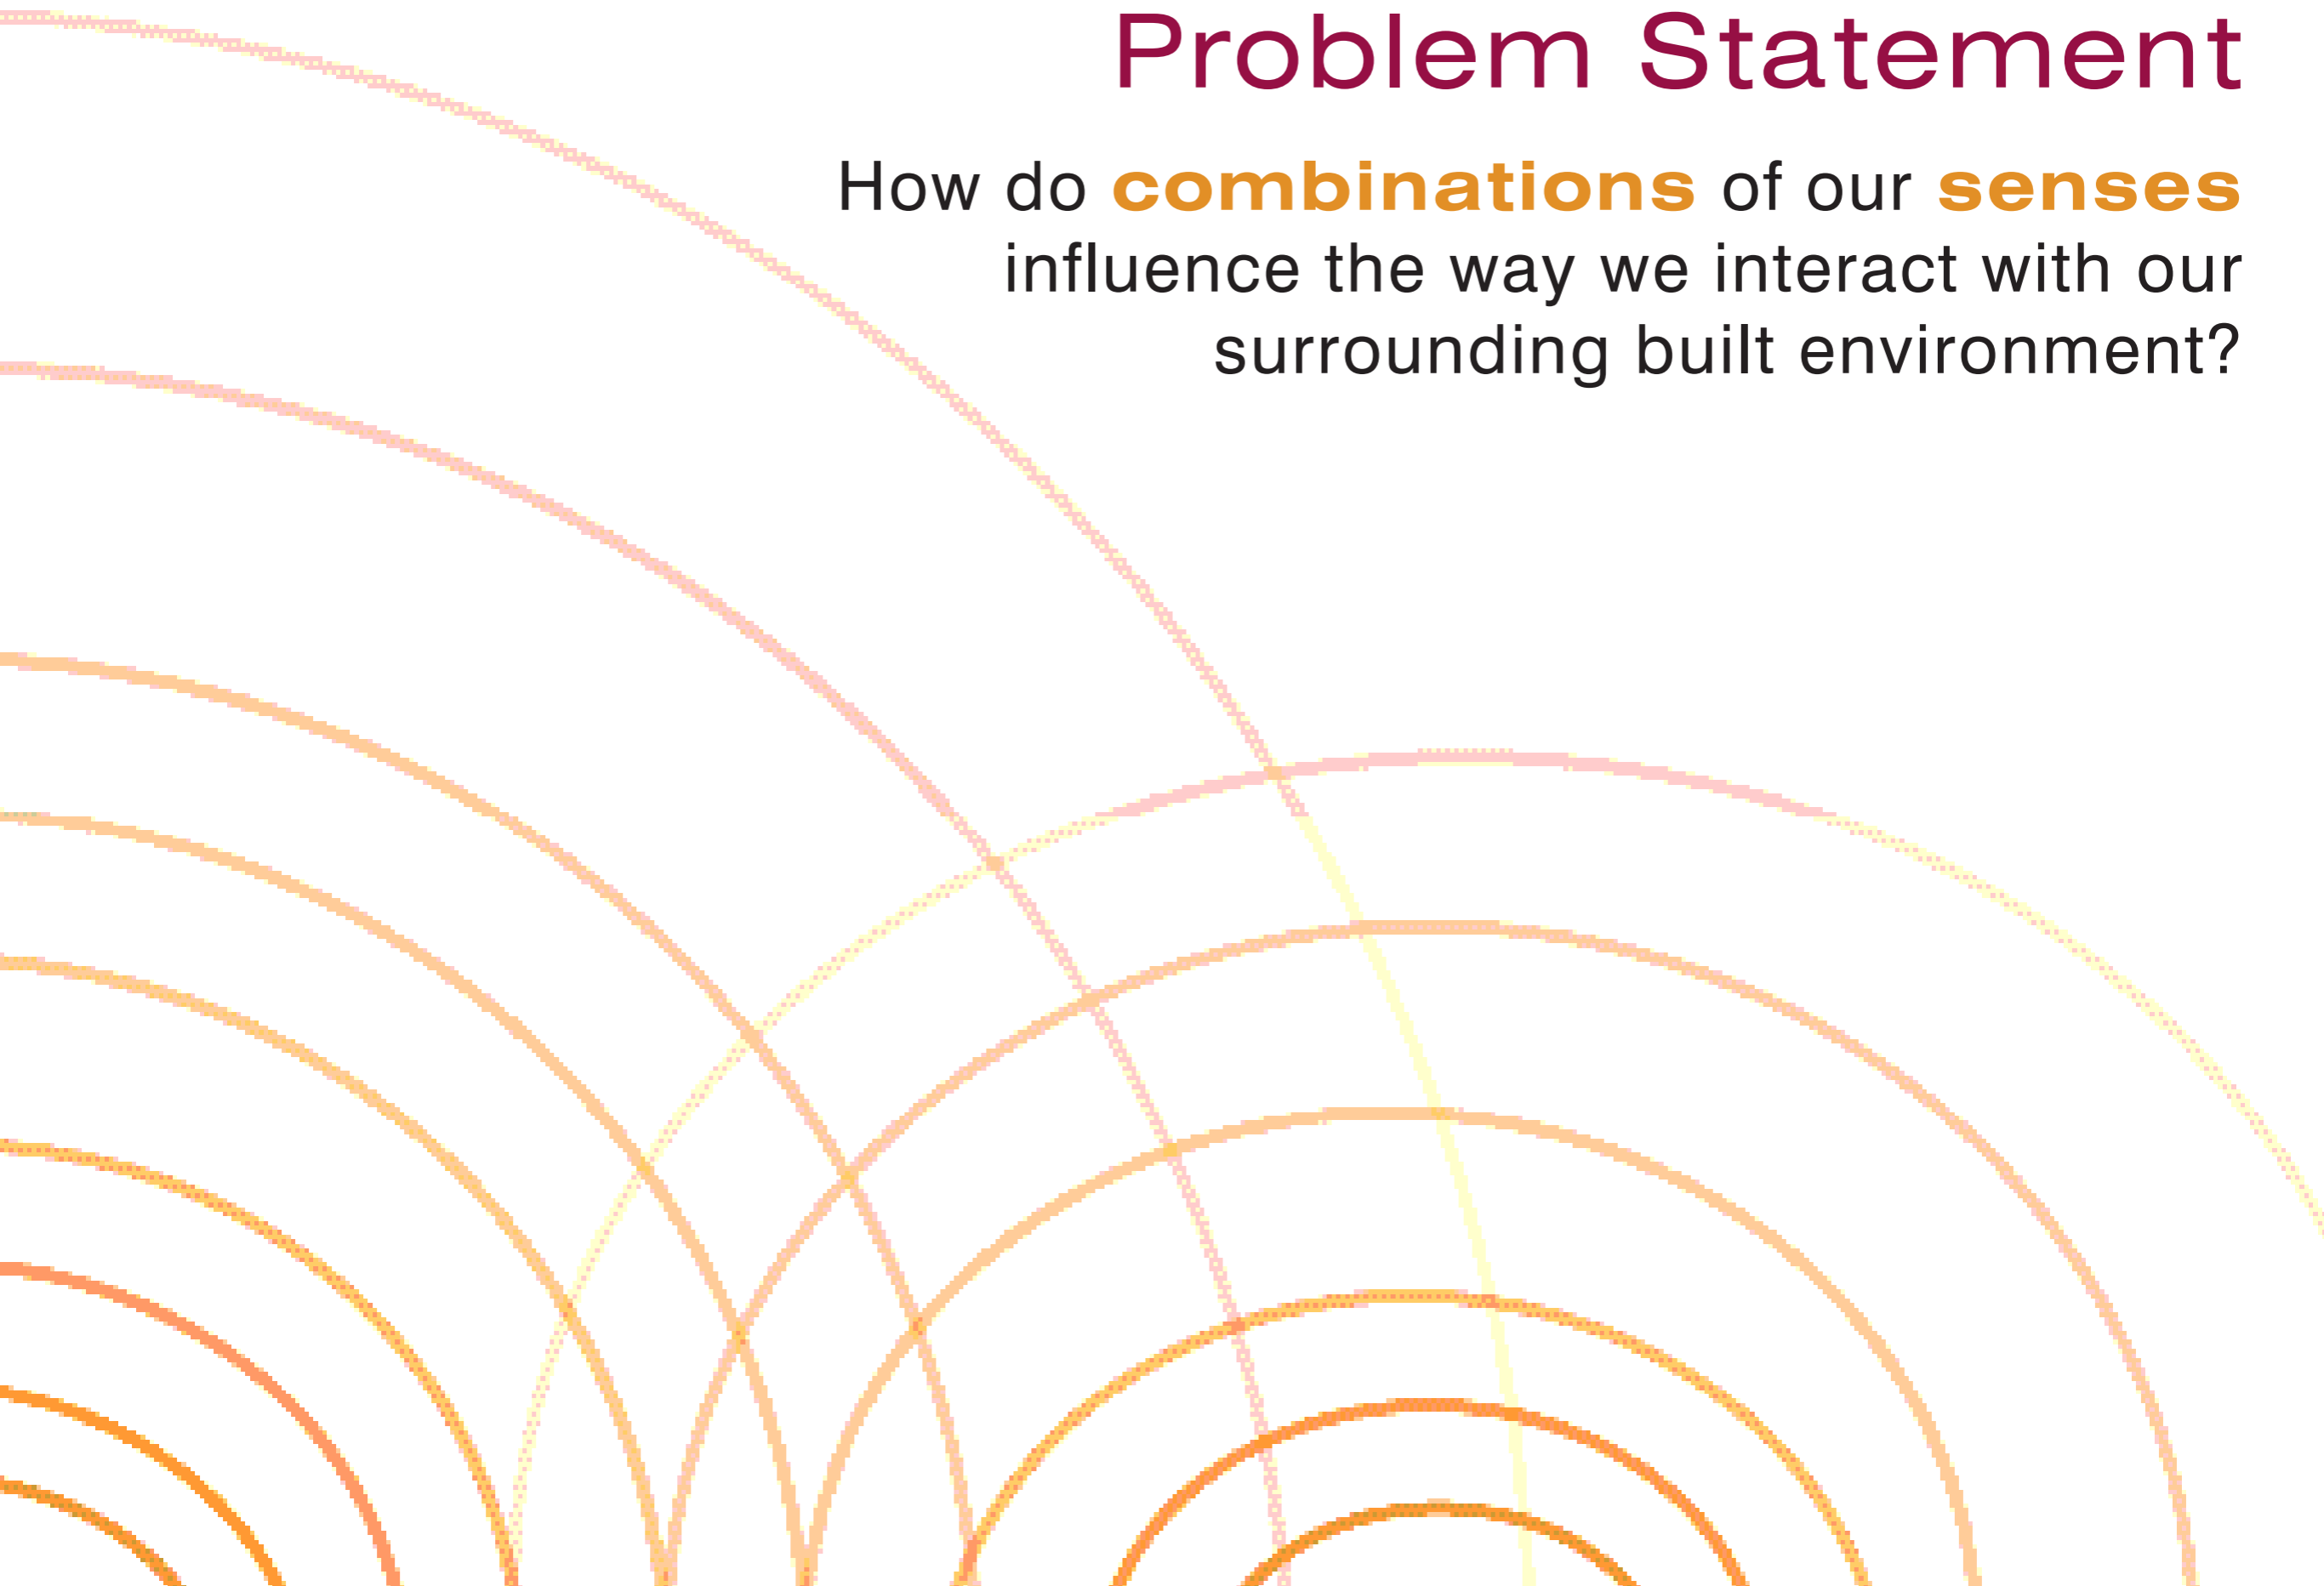 Problem Statement
How do combinations of our senses
influence the way we interact with our
surrounding built environment?